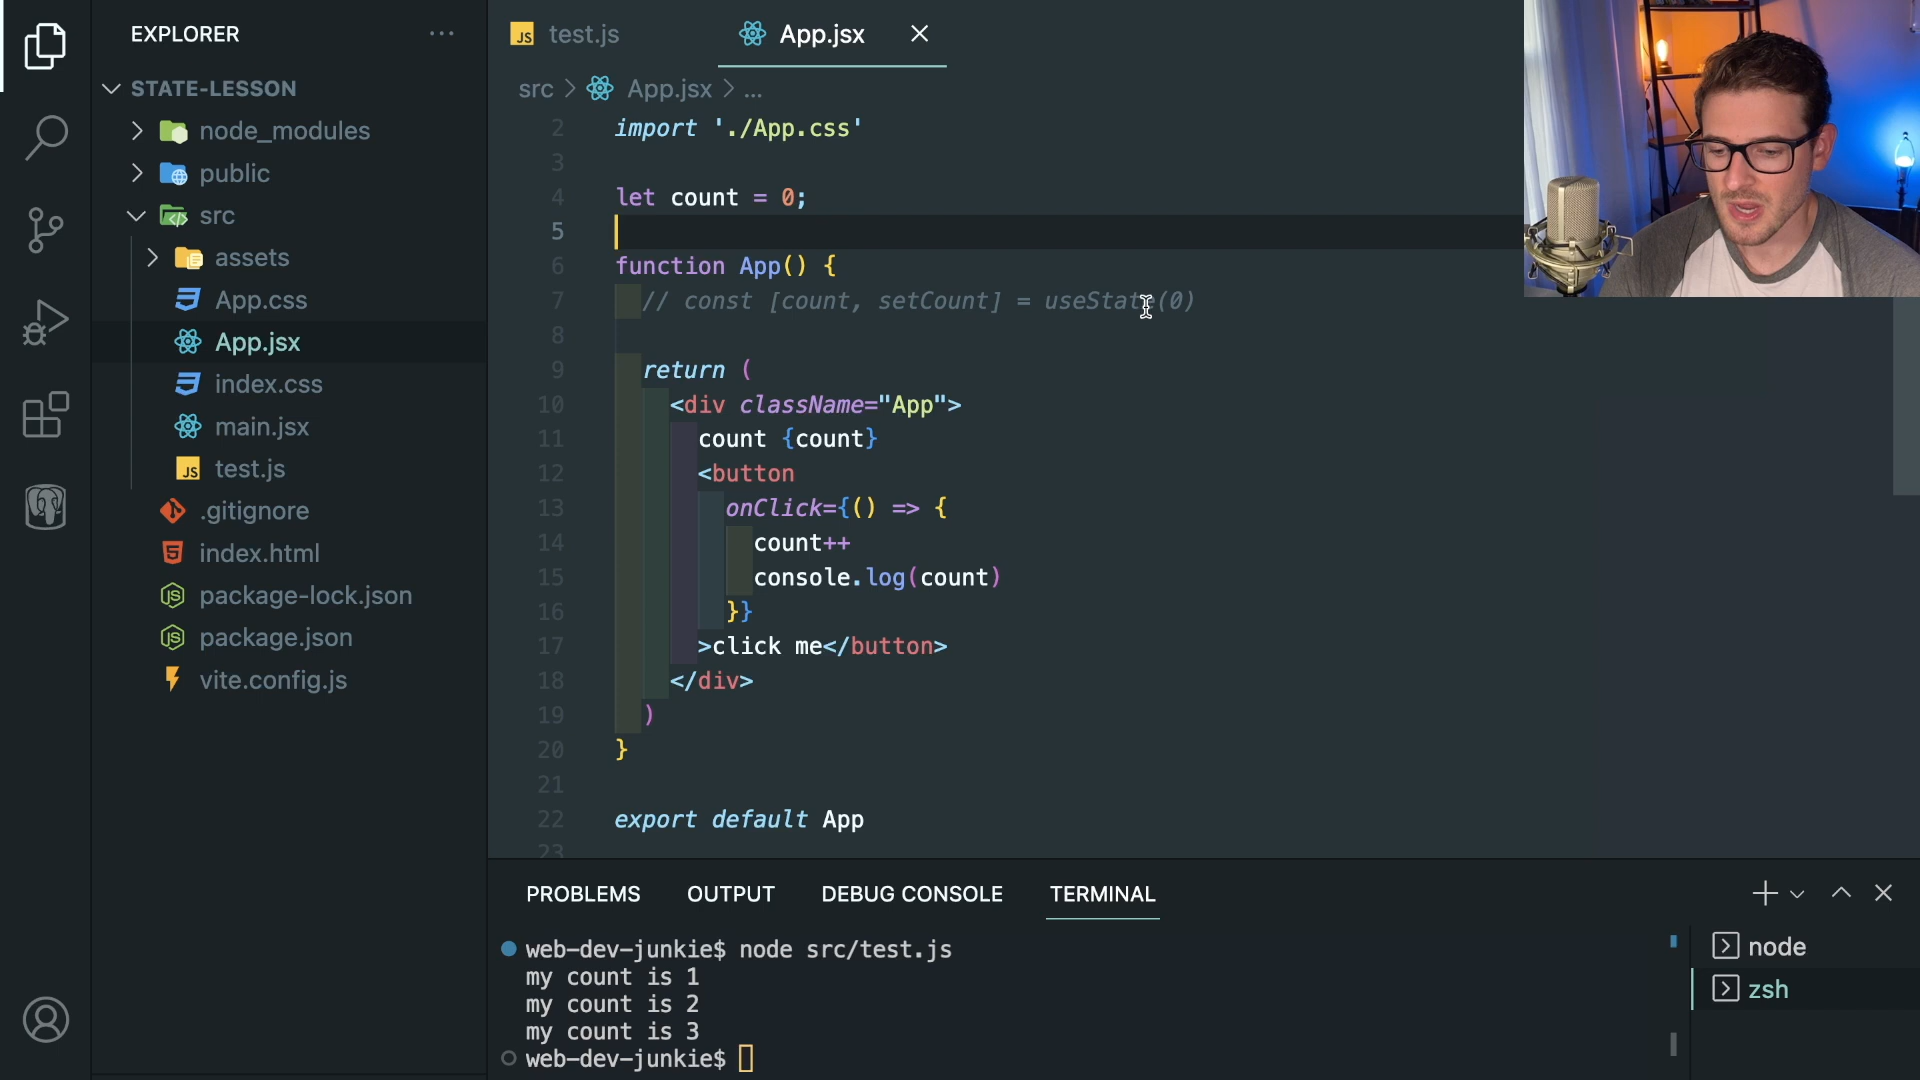 EXPLORER
STATE-LESSON
node_modules
public
src
assets
App.css
App.jsx
index.css
main.jsx
JS test.js
.gitignore
index.html
package-lock.json
package.json
vite.config.js
JS test.js
App.jsx
src > App.jsx > ...
2 import './App.css'
3
4 let count = 0;
5
6 function App() {
7 // const [count, setCount] = useState(0)
8
9 return (
10 <div className="App">
11 count {count}
12 <button
13 onClick={() => {
14 count++
15 console.log(count)
16 }}
17 >click me</button>
18 </div>
19 )
20 }
21
22 export default App
23
PROBLEMS OUTPUT DEBUG CONSOLE TERMINAL
web-dev-junkie$ node src/test.js
my count is 1
my count is 2
my count is 3
web-dev-junkie$
node
zsh